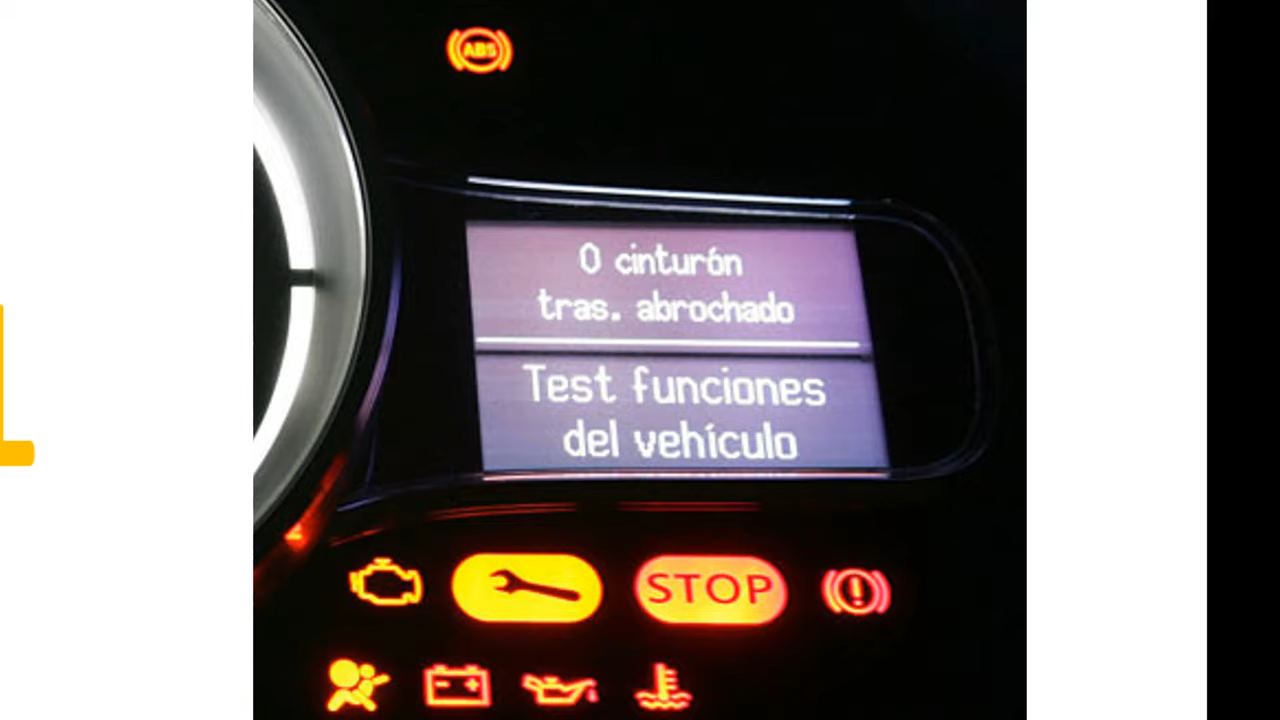 ABS
0 cinturón
tras. abrochado
Test funciones
del vehículo
STOP